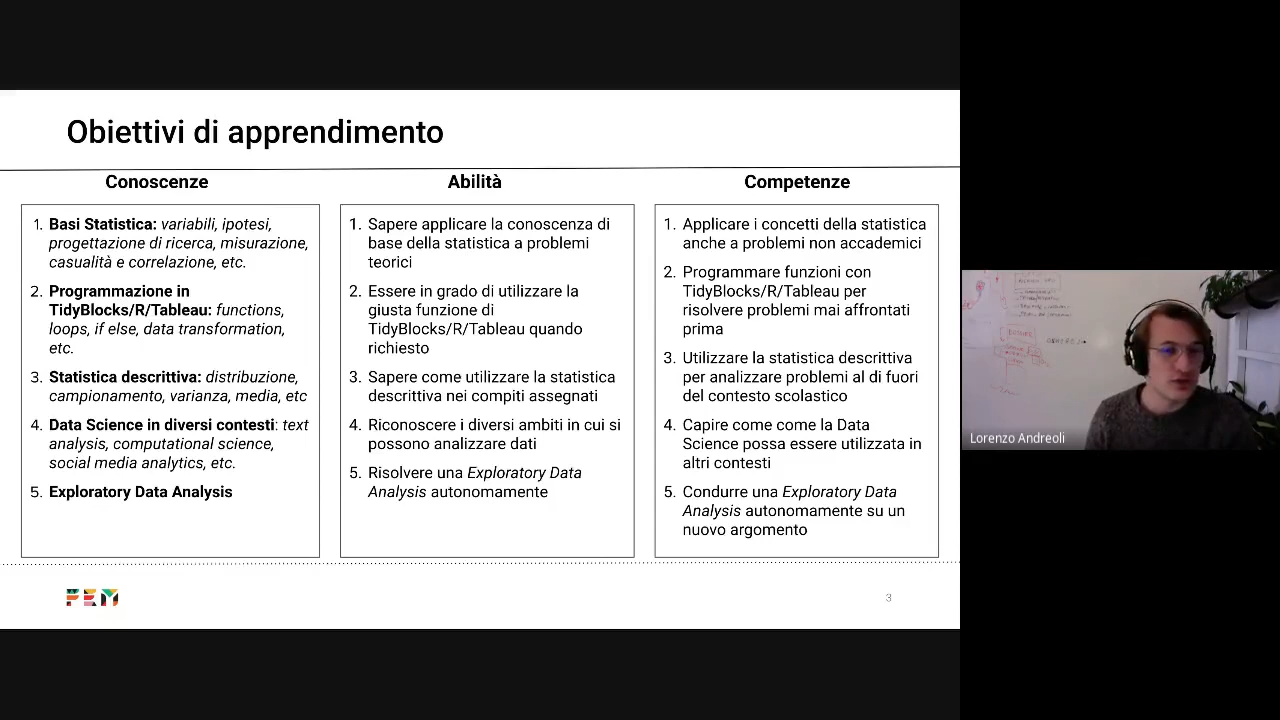 Obiettivi di apprendimento
Conoscenze
1. Basi Statistica: variabili, ipotesi,
progettazione di ricerca, misurazione,
casualità e correlazione, etc.
2. Programmazione in
TidyBlocks/R/Tableau: functions,
loops, if else, data transformation,
etc.
3. Statistica descrittiva: distribuzione,
campionamento, varianza, media, etc
4. Data Science in diversi contesti: text
analysis, computational science,
social media analytics, etc.
5. Exploratory Data Analysis
Abilità
1. Sapere applicare la conoscenza di
base della statistica a problemi
teorici
2. Essere in grado di utilizzare la
giusta funzione di
TidyBlocks/R/Tableau quando
richiesto
3. Sapere come utilizzare la statistica
descrittiva nei compiti assegnati
4. Riconoscere i diversi ambiti in cui si
possono analizzare dati
5. Risolvere una Exploratory Data
Analysis autonomamente
Competenze
1. Applicare i concetti della statistica
anche a problemi non accademici
2. Programmare funzioni con
TidyBlocks/R/Tableau per
risolvere problemi mai affrontati
prima
3. Utilizzare la statistica descrittiva
per analizzare problemi al di fuori
del contesto scolastico
4. Capire come come la Data
Science possa essere utilizzata in
altri contesti
5. Condurre una Exploratory Data
Analysis autonomamente su un
nuovo argomento
FEM
3
Lorenzo Andreoli